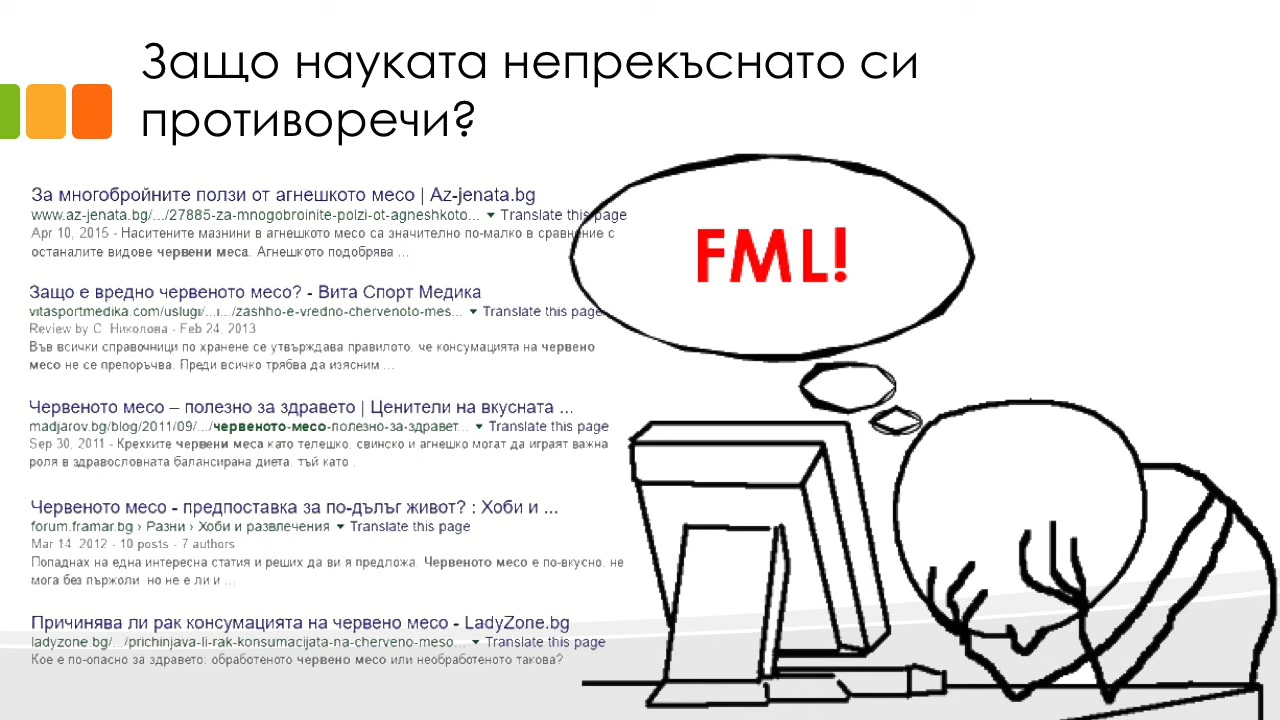 Защо науката непрекъснато си
противоречи?
За многобройните ползи от агнешкото месо | Az-jenata.bg
www.az-jenata.bg/.../27885-za-mnogobroinite-polzi-ot-agneshkoto... ▼ Translate this page
Apr 10, 2015 - Наситените мазнини в агнешкото месо са значително по-малко в сравнение с
останалите видове червени меса. Агнешкото подобрява ...
FML!
Защо е вредно червеното месо? - Вита Спорт Медика
vitasportmedika.com/uslugi/...i.../zashho-e-vredno-chervenoto-mes... ▼ Translate this page
Review by С. Николова - Feb 24, 2013
Във всички справочници по хранене се утвърждава правилото, че консумацията на червено
месо не се препоръчва. Преди всичко трябва да изясним ...
Червеното месо – полезно за здравето | Ценители на вкусната ...
madjarov.bg/blog/2011/09/.../червеното-месо-полезно-за-здравет... ▼ Translate this page
Sep 30, 2011 - Крехките червени меса като телешко, свинско и агнешко могат да играят важна
роля в здравословната балансирана диета, тъй като .
Червеното месо - предпоставка за по-дълъг живот? : Хоби и ...
forum.framar.bg › Разни › Хоби и развлечения ▼ Translate this page
Mar 14, 2012 - 10 posts - 7 authors
Попаднах на една интересна статия и реших да ви я предложа. Червеното месо е по-вкусно, не
мога без пържоли, но не е ли и ...
Причинява ли рак консумацията на червено месо - LadyZone.bg
ladyzone.bg/.../prichinjava-li-rak-konsumacijata-na-cherveno-meso... ▼ Translate this page
Кое е по-опасно за здравето: обработеното червено месо или необработеното такова?